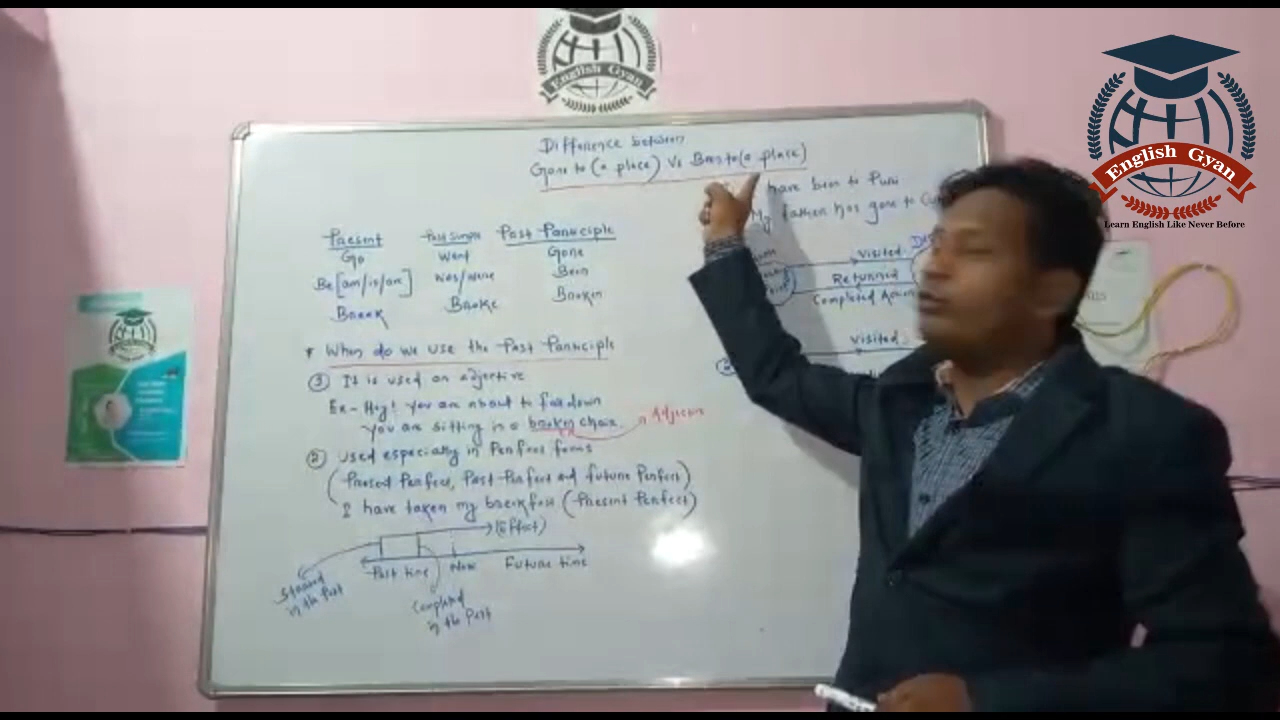 English Gyan
English Gyan
Learn English Like Never Before
Difference between
Gone to (a place) Vs Been to (a place)
have been to Puri
My father has gone to
Present Past Simple Past Participle
Go Went Gone
Be [am/is/are] was/were Been
Break Broke Broken
* When do we use the Past Participle
① It is used an adjective
Ex- Hey! You are about to fall down
You are sitting in a broken chair. Adjective
② Used especially in Perfect forms
(Present Perfect, Past Perfect and future Perfect)
I have taken my breakfast (Present Perfect)
(Effect)
Past time Now Future time
Started
in the Past
Completed
in the Past
Visited
Returned
Completed Action
Visited